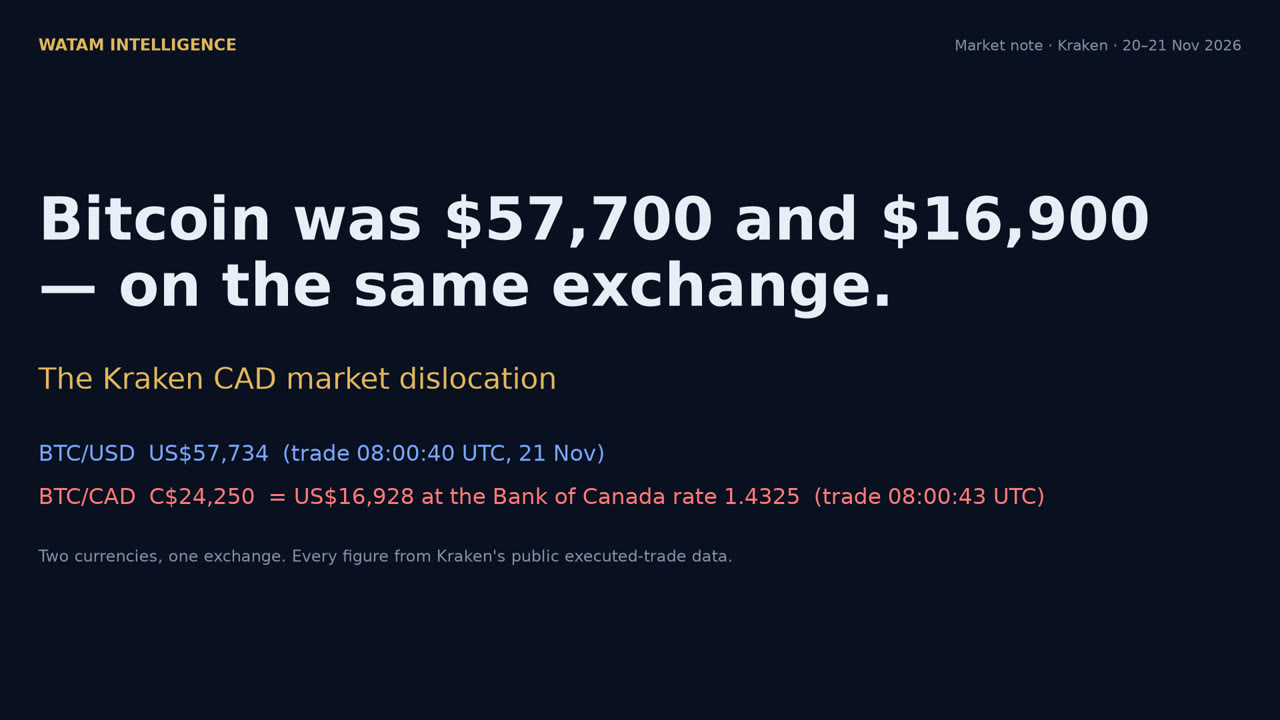 WATAM INTELLIGENCE
Market note · Kraken · 20–21 Nov 2026
Bitcoin was $57,700 and $16,900
— on the same exchange.
The Kraken CAD market dislocation
BTC/USD  US$57,734  (trade 08:00:40 UTC, 21 Nov)
BTC/CAD  C$24,250  = US$16,928 at the Bank of Canada rate 1.4325  (trade 08:00:43 UTC)
Two currencies, one exchange. Every figure from Kraken's public executed-trade data.